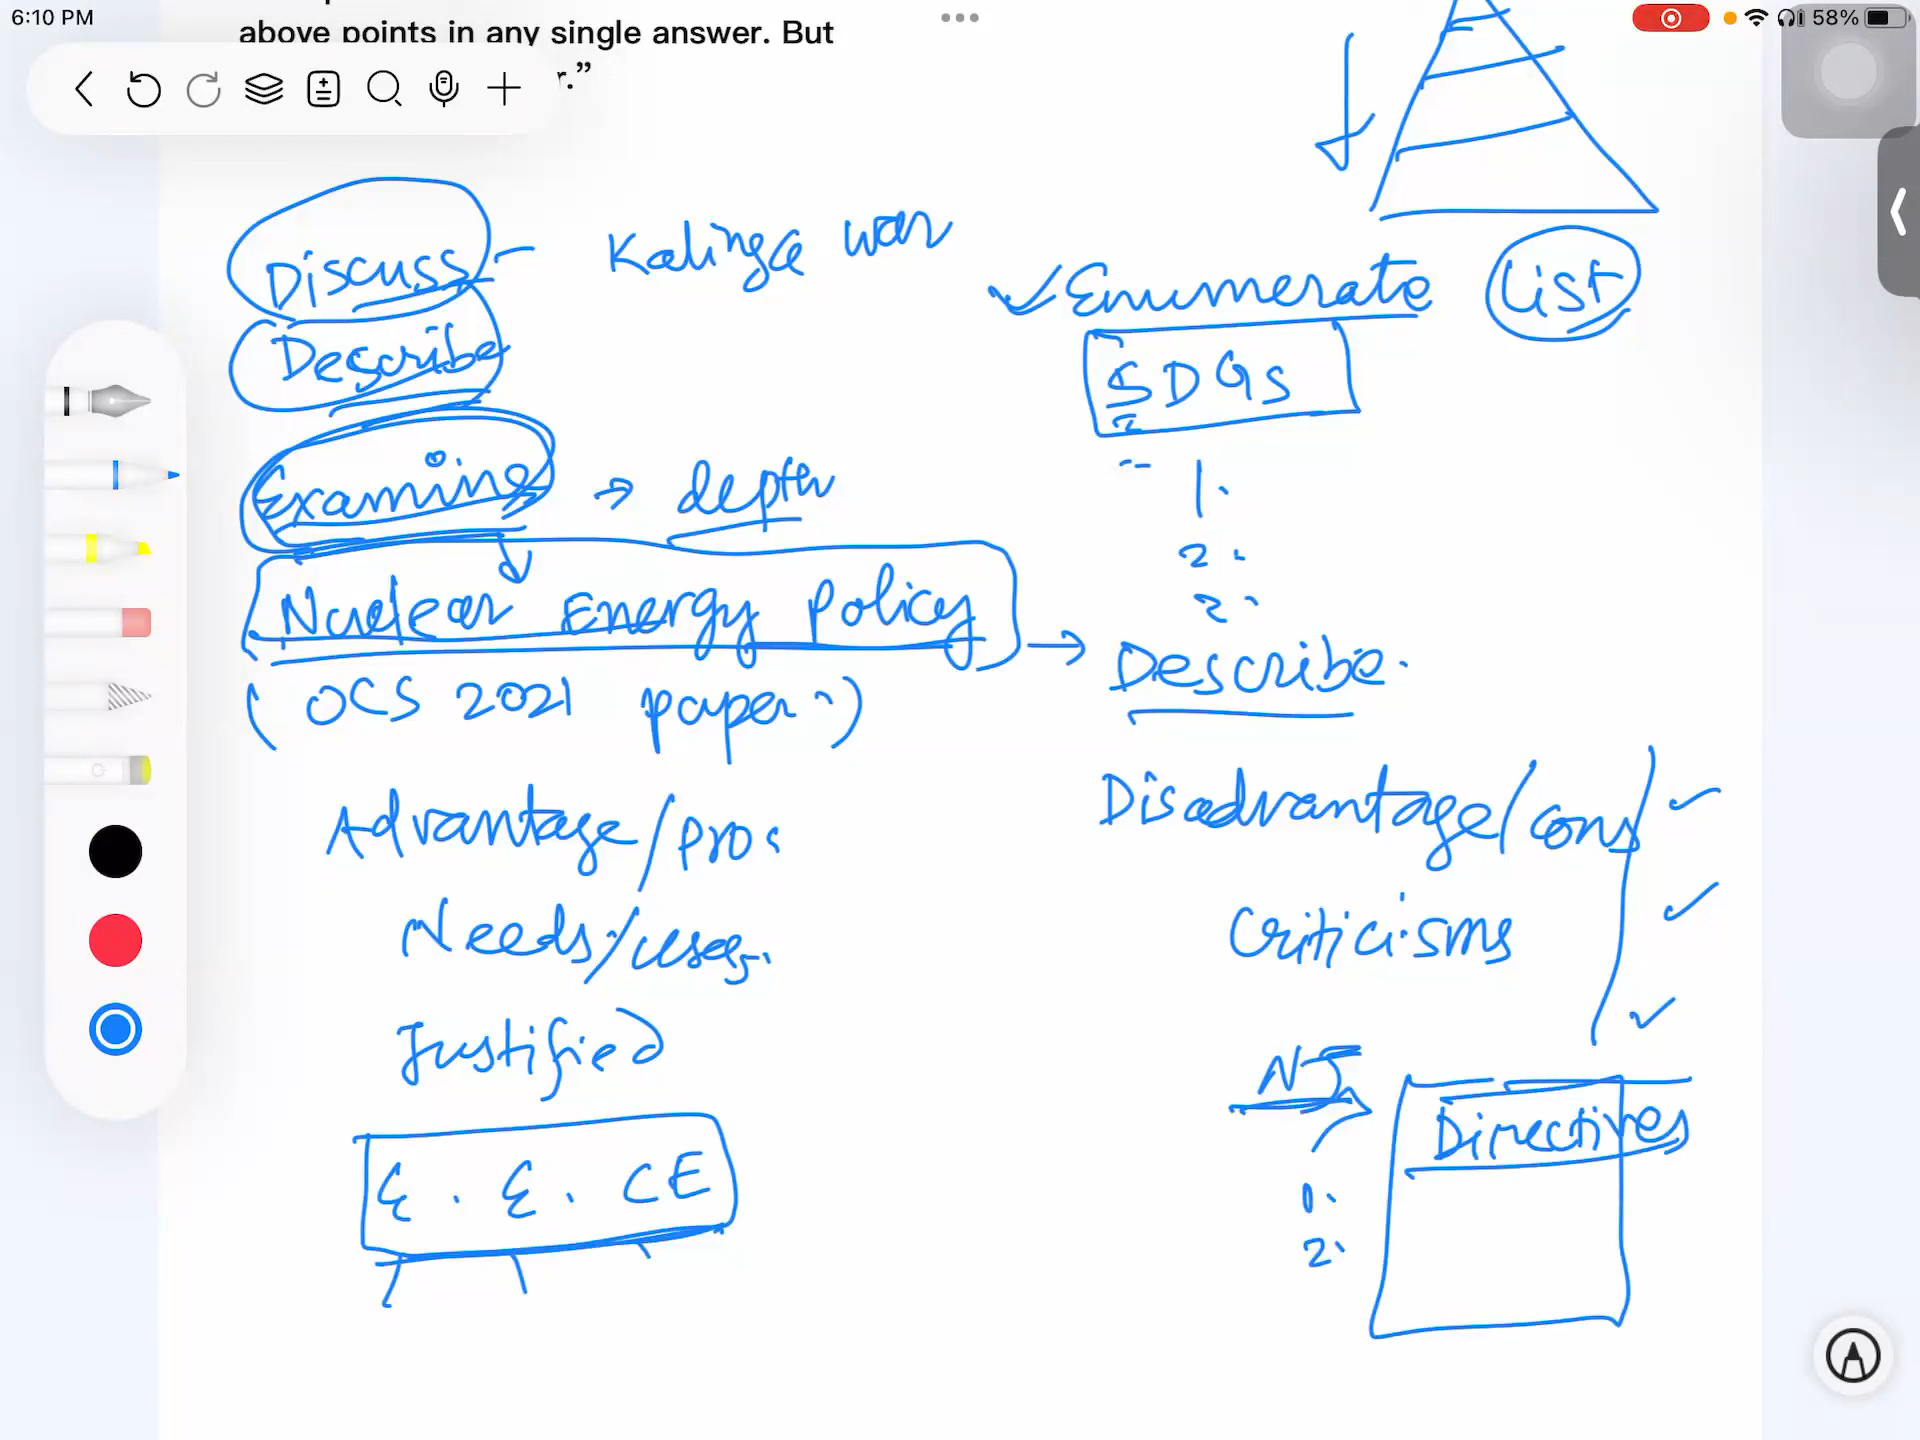 6:10 PM
58%
above points in any single answer. But
r.”
Discuss - Kalinga war
Describe
Examine → depth
Nuclear Energy Policy
(OCS 2021 paper)
Advantage/pros
Needs/uses.
Justified
E. E. CE
✓ Enumerate List
SDGs
1.
2.
2.
→ Describe.
Disadvantage/cons ✓
Criticisms ✓
✓
Directives
1.
2.